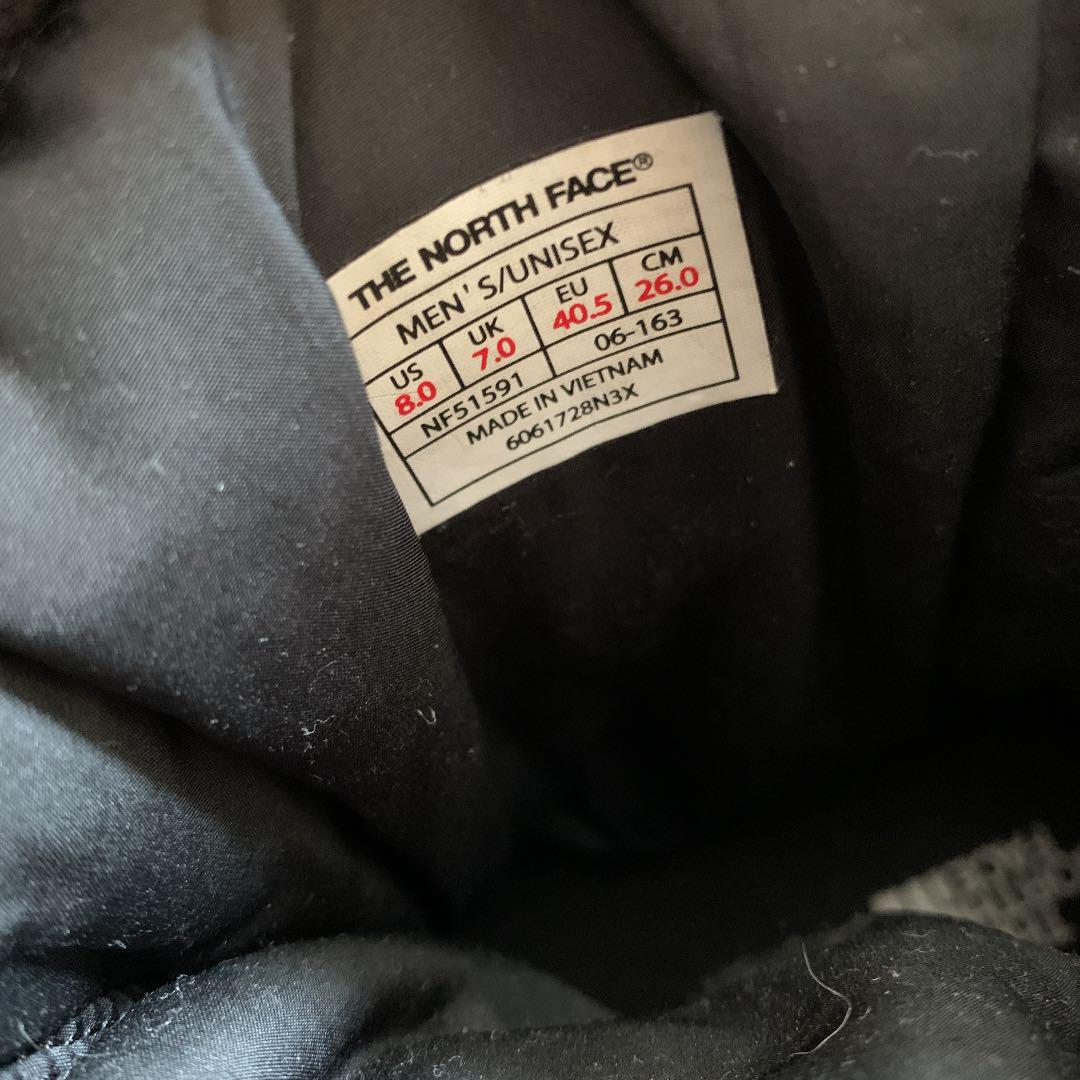 THE NORTH FACE®
MEN'S/UNISEX
US UK EU CM
8.0 7.0 40.5 26.0
NF51591 06-163
MADE IN VIETNAM
6061728N3X